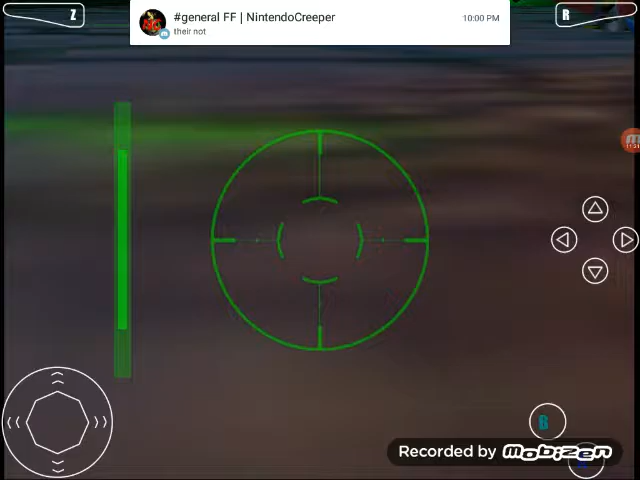 Z
#general FF | NintendoCreeper
10:00 PM
their not
R
B
Recorded by Mobizen